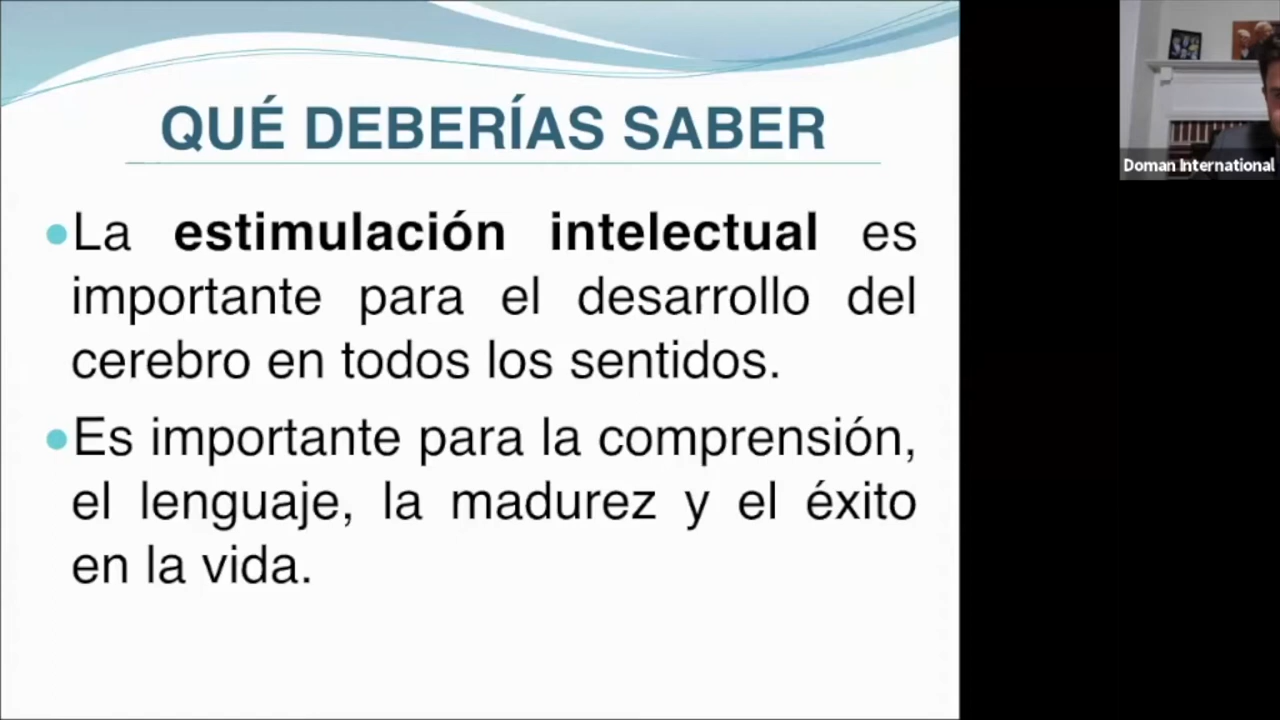 QUÉ DEBERÍAS SABER
•La estimulación intelectual es
importante para el desarrollo del
cerebro en todos los sentidos.
•Es importante para la comprensión,
el lenguaje, la madurez y el éxito
en la vida.
Doman International